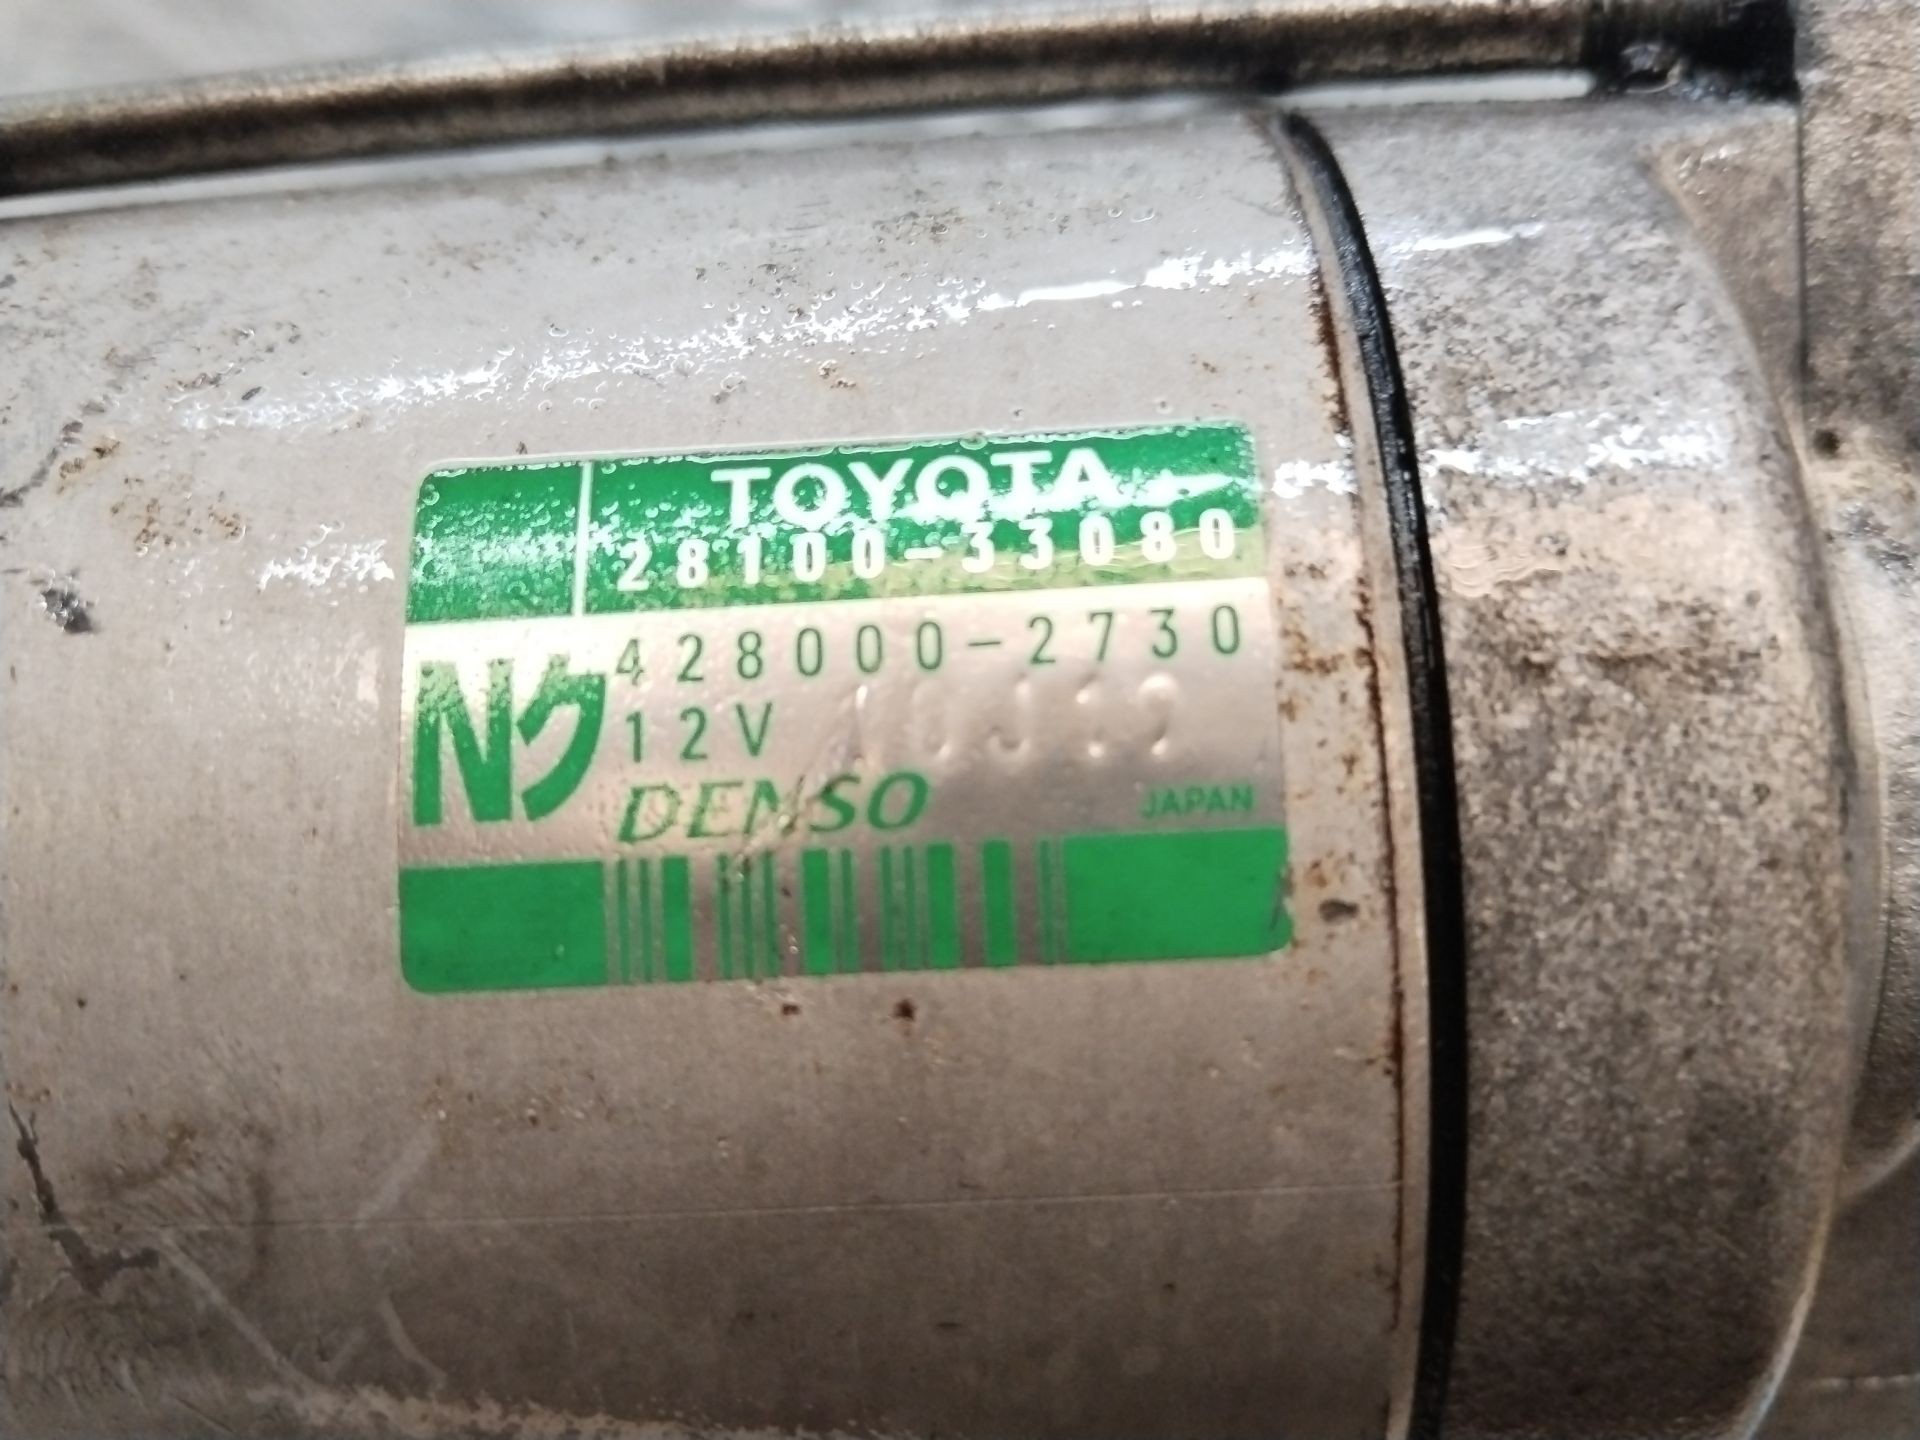 TOYOTA
28100-33080
428000-2730
Nク
12V
DENSO
JAPAN